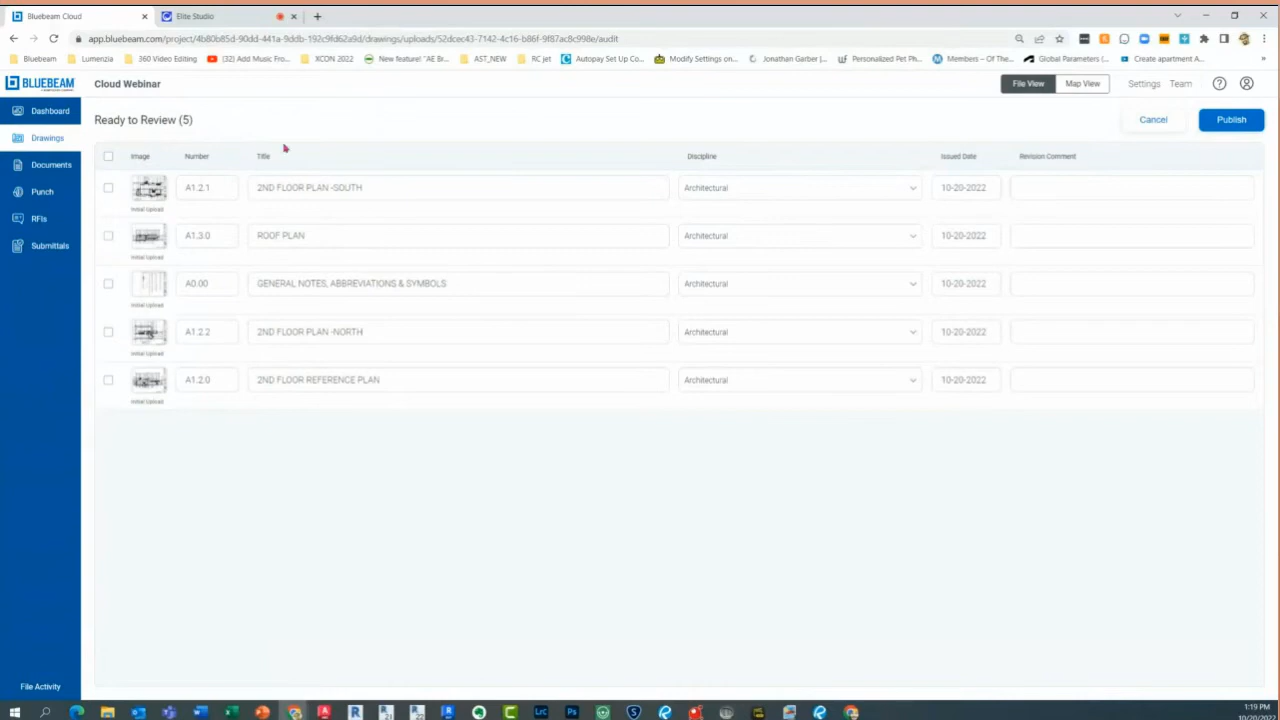 Bluebeam Cloud
Elite Studio
app.bluebeam.com/project/4b80b85d-90dd-441a-9ddb-192c9fd62a9d/drawings/uploads/52dcec43-7142-4c16-b86f-9f87ac8c998e/audit
Bluebeam
Lumenzia
360 Video Editing
(32) Add Music Fro...
XCON 2022
New feature! "AE Br...
AST_NEW
RC jet
Autopay Set Up Co...
Modify Settings on...
Jonathan Garber |...
Personalized Pet Ph...
Members – Of The...
Global Parameters (...
Create apartment A...
»
BLUEBEAM
Cloud Webinar
File View
Map View
Settings
Team
Dashboard
Drawings
Documents
Punch
RFIs
Submittals
File Activity
Ready to Review (5)
Cancel
Publish
Image Number Title Discipline Issued Date Revision Comment
A1.2.1 2ND FLOOR PLAN -SOUTH Architectural 10-20-2022
Initial Upload
A1.3.0 ROOF PLAN Architectural 10-20-2022
Initial Upload
A0.00 GENERAL NOTES, ABBREVIATIONS & SYMBOLS Architectural 10-20-2022
Initial Upload
A1.2.2 2ND FLOOR PLAN -NORTH Architectural 10-20-2022
Initial Upload
A1.2.0 2ND FLOOR REFERENCE PLAN Architectural 10-20-2022
Initial Upload
1:19 PM
10/20/2022